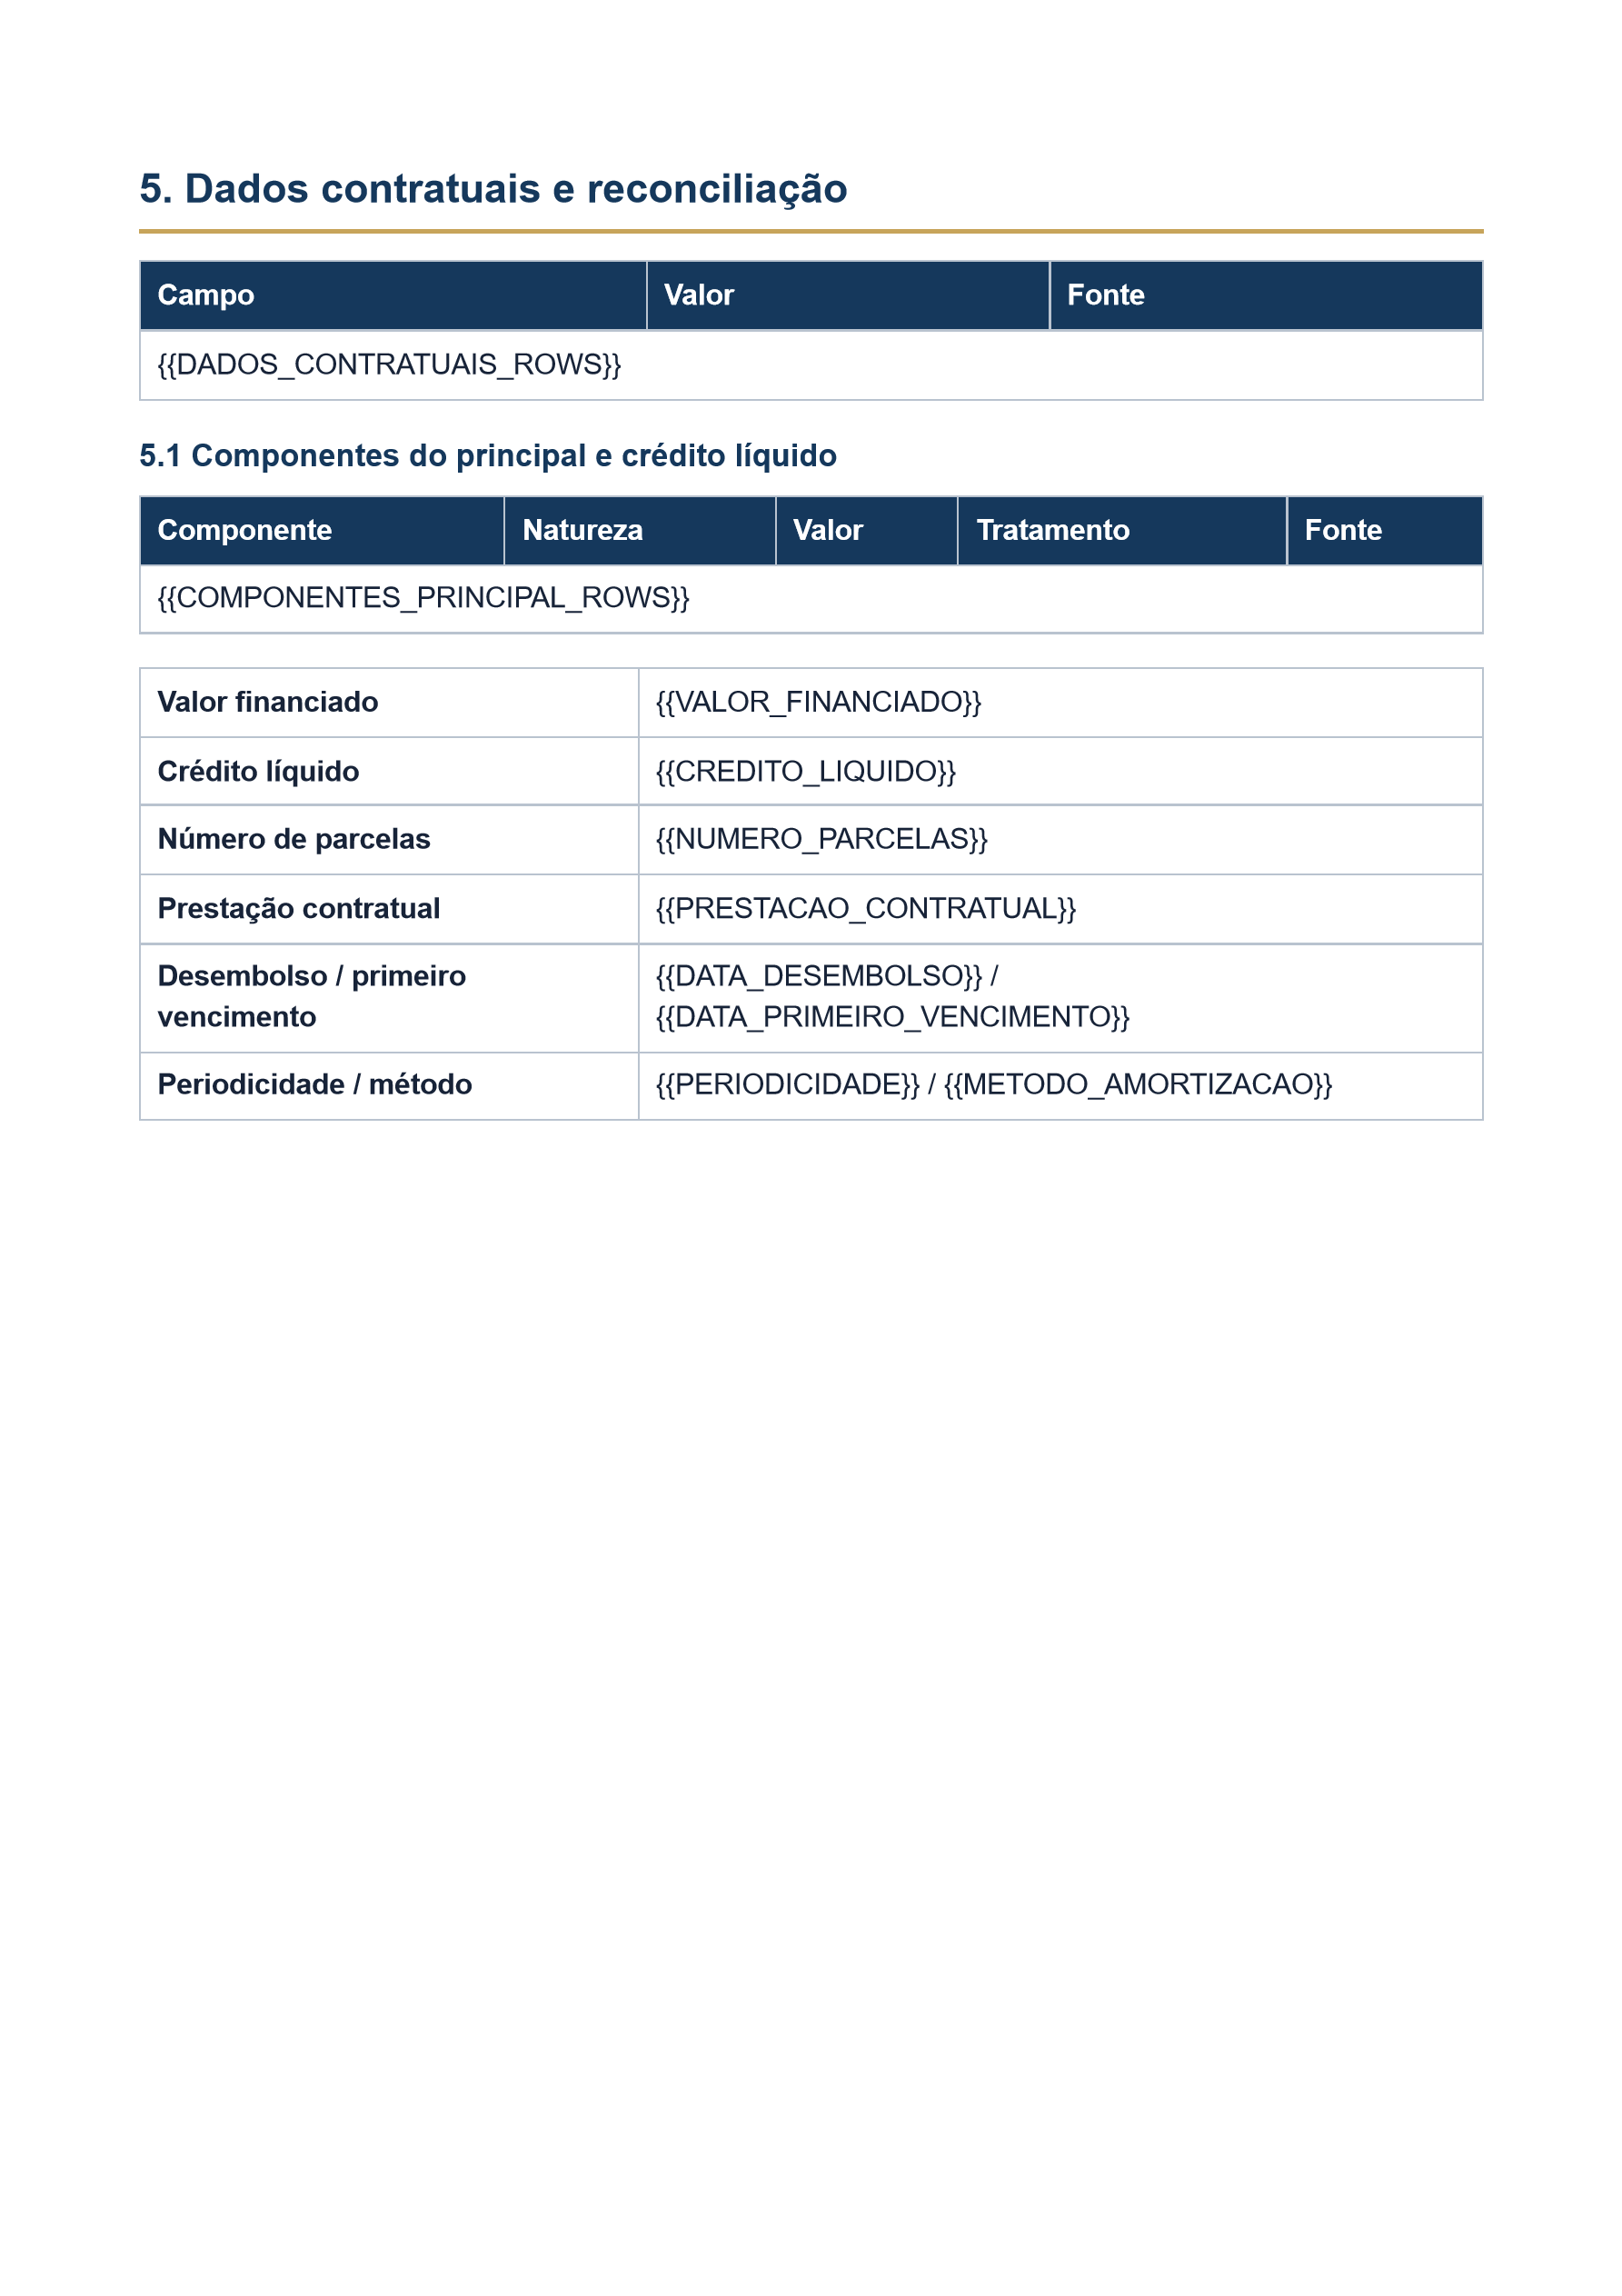 5. Dados contratuais e reconciliação
Campo Valor Fonte
{{DADOS_CONTRATUAIS_ROWS}}
5.1 Componentes do principal e crédito líquido
Componente Natureza Valor Tratamento Fonte
{{COMPONENTES_PRINCIPAL_ROWS}}
Valor financiado {{VALOR_FINANCIADO}}
Crédito líquido {{CREDITO_LIQUIDO}}
Número de parcelas {{NUMERO_PARCELAS}}
Prestação contratual {{PRESTACAO_CONTRATUAL}}
Desembolso / primeiro {{DATA_DESEMBOLSO}} /
vencimento {{DATA_PRIMEIRO_VENCIMENTO}}
Periodicidade / método {{PERIODICIDADE}} / {{METODO_AMORTIZACAO}}